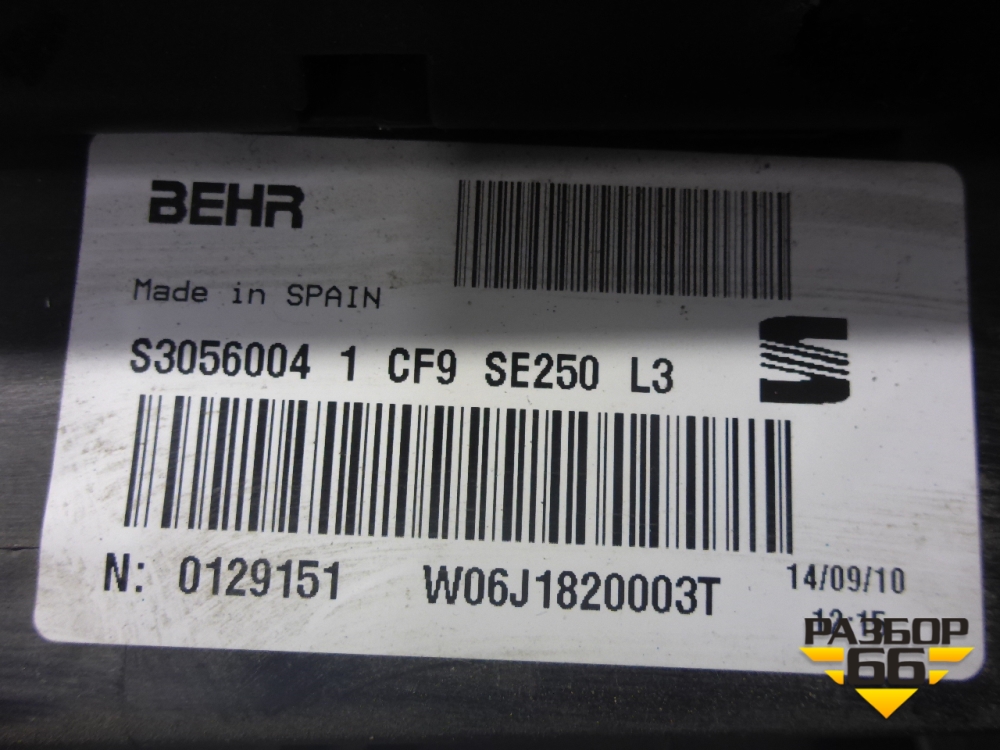 BEHR
Made in SPAIN
S3056004 1 CF9 SE250 L3
N: 0129151 W06J1820003T 14/09/10
12:15
РАЗБОР
66